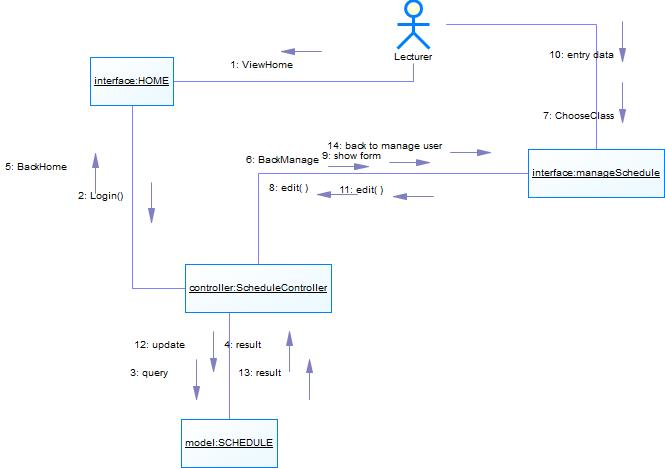 Lecturer
10: entry data
1: ViewHome
interface:HOME
7: ChooseClass
14: back to manage user
9: show form
6: BackManage
5: BackHome
interface:manageSchedule
8: edit( )
11: edit( )
2: Login()
controller:ScheduleController
12: update
4: result
3: query
13: result
model:SCHEDULE